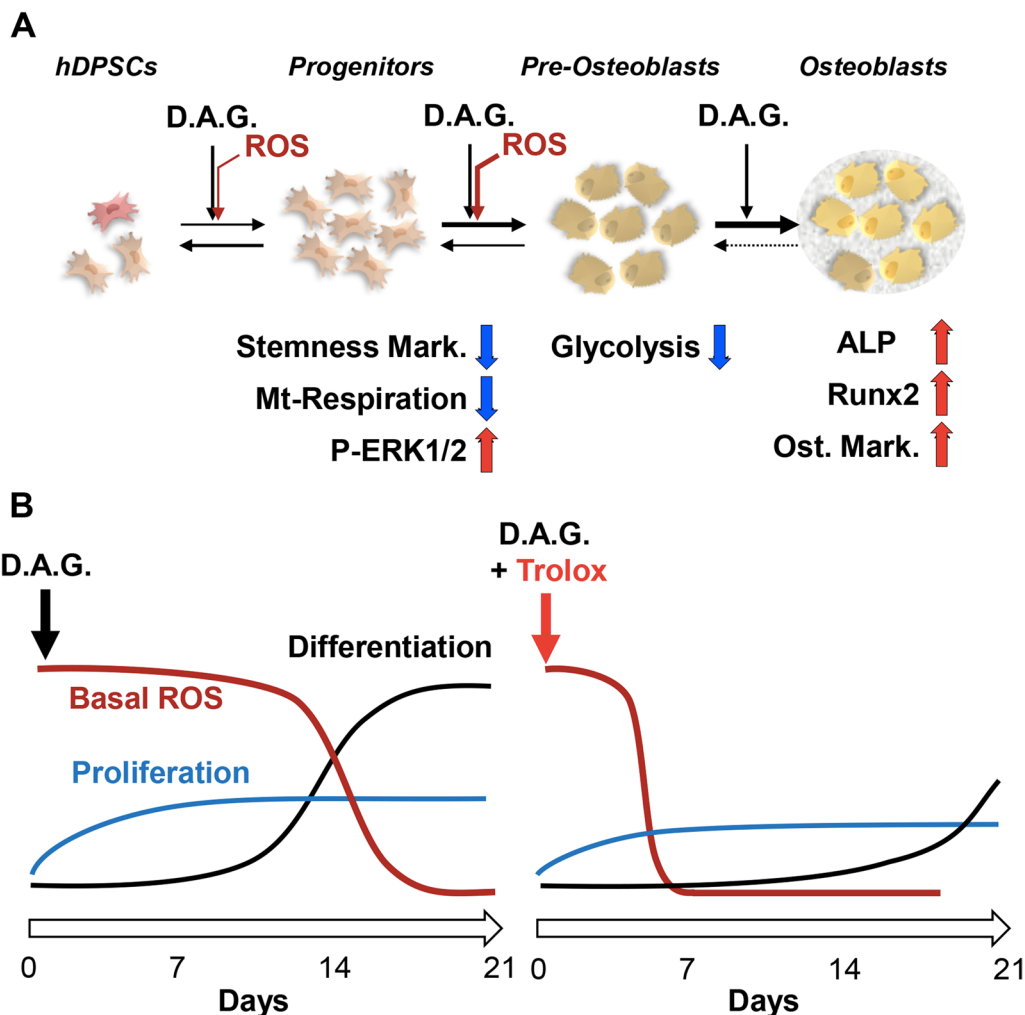 A
hDPSCs Progenitors Pre-Osteoblasts Osteoblasts
D.A.G. D.A.G. D.A.G.
ROS ROS
Stemness Mark. Glycolysis ALP
Mt-Respiration Runx2
P-ERK1/2 Ost. Mark.
B
D.A.G.
Differentiation
Basal ROS
Proliferation
0 7 14 21
Days
D.A.G.
+ Trolox
0 7 14 21
Days